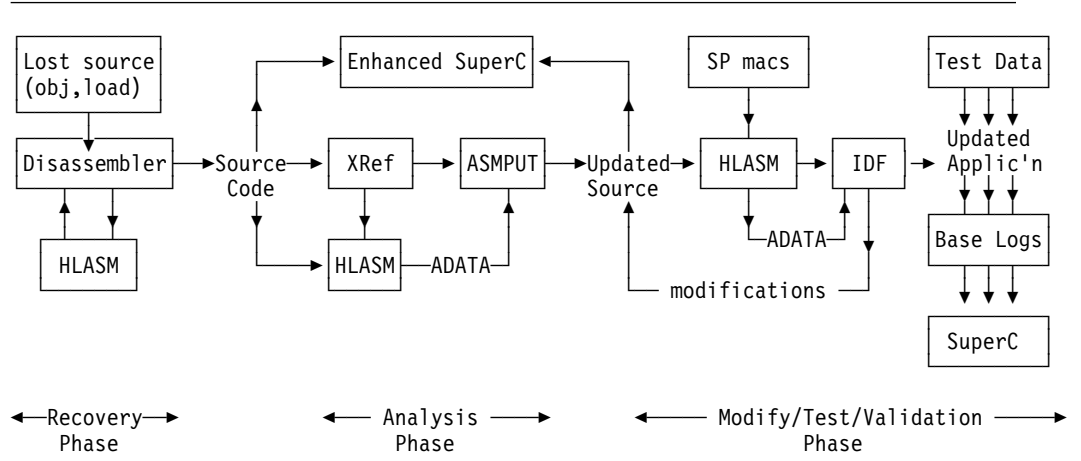 Lost source
(obj,load)
Enhanced SuperC
SP macs
Test Data
Disassembler
Source
Code
XRef
ASMPUT
Updated
Source
HLASM
IDF
Updated
Applic'n
HLASM
HLASM
ADATA
ADATA
Base Logs
modifications
SuperC
Recovery
Phase
Analysis
Phase
Modify/Test/Validation
Phase